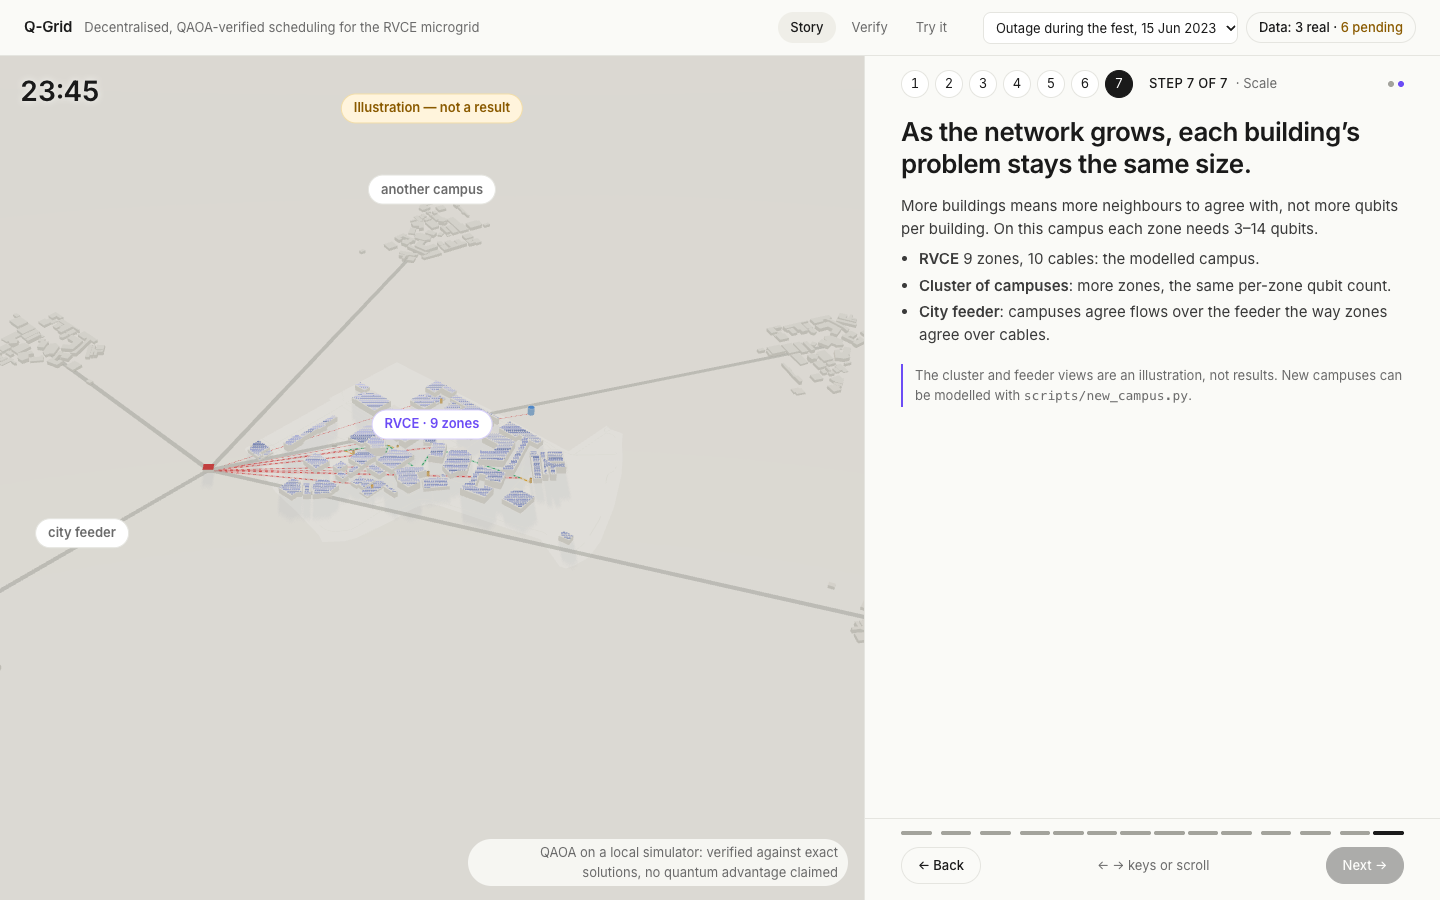 Q-Grid Decentralised, QAOA-verified scheduling for the RVCE microgrid
Story Verify Try it
Outage during the fest, 15 Jun 2023
Data: 3 real · 6 pending
23:45
Illustration — not a result
another campus
RVCE · 9 zones
city feeder
QAOA on a local simulator: verified against exact
solutions, no quantum advantage claimed
1 2 3 4 5 6 7 STEP 7 OF 7 · Scale
As the network grows, each building’s
problem stays the same size.
More buildings means more neighbours to agree with, not more qubits
per building. On this campus each zone needs 3–14 qubits.
• RVCE 9 zones, 10 cables: the modelled campus.
• Cluster of campuses: more zones, the same per-zone qubit count.
• City feeder: campuses agree flows over the feeder the way zones
agree over cables.
The cluster and feeder views are an illustration, not results. New campuses can
be modelled with scripts/new_campus.py.
← Back
← → keys or scroll
Next →